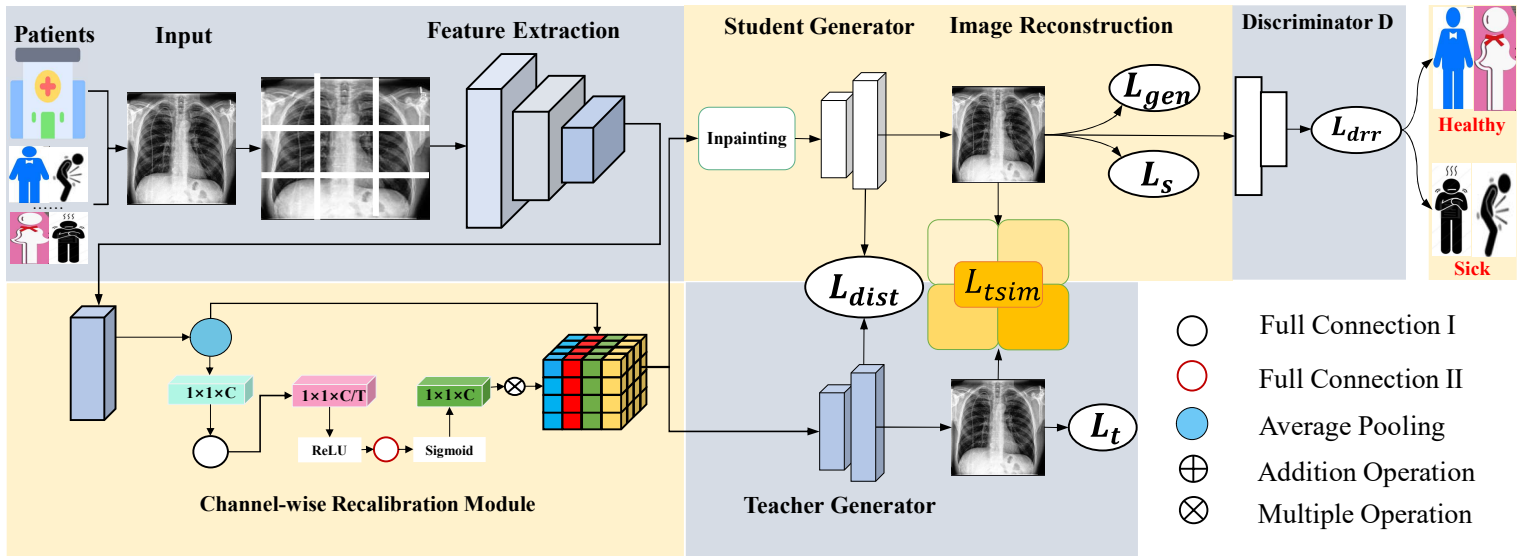 Patients
Input
Feature Extraction
Student Generator
Image Reconstruction
Discriminator D
Inpainting
L_gen
L_s
L_drr
Healthy
Sick
......
L_dist
L_tsim
1×1×C
1×1×C/T
1×1×C
ReLU
Sigmoid
L_t
Channel-wise Recalibration Module
Teacher Generator
Full Connection I
Full Connection II
Average Pooling
Addition Operation
Multiple Operation